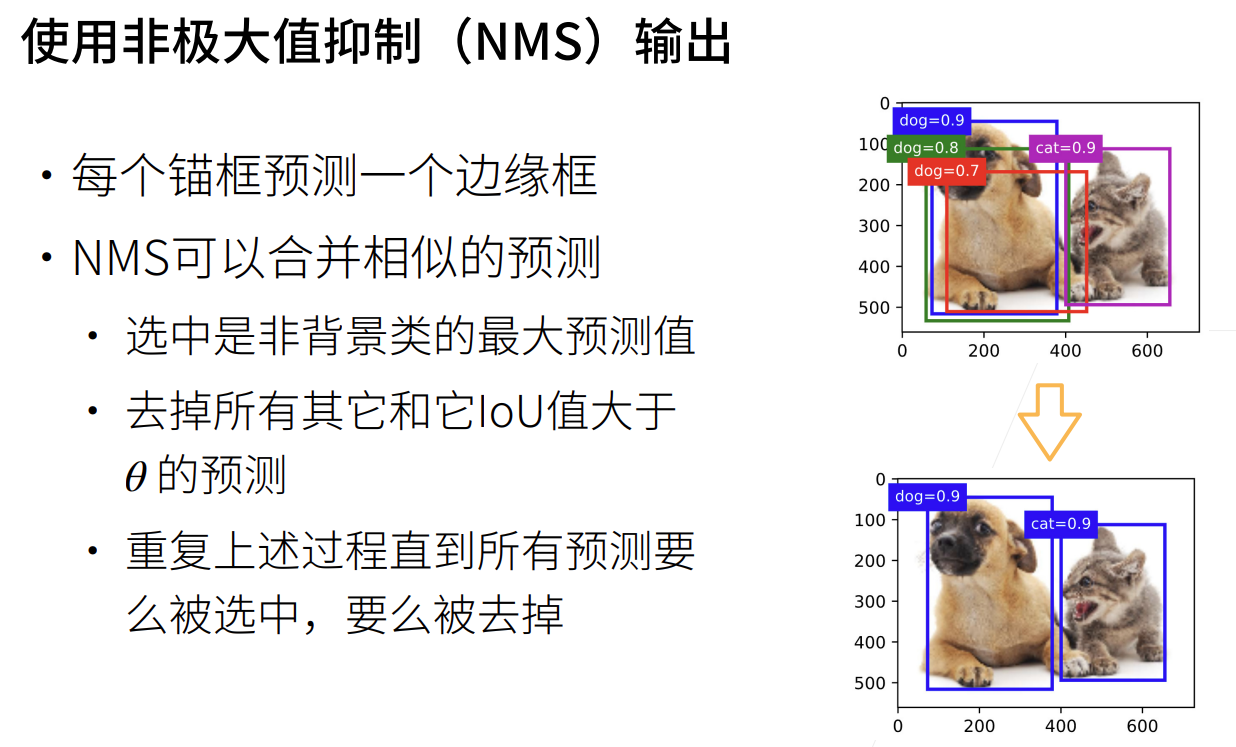 使用非极大值抑制（NMS）输出
• 每个锚框预测一个边缘框
• NMS可以合并相似的预测
• 选中是非背景类的最大预测值
• 去掉所有其它和它IoU值大于
θ 的预测
• 重复上述过程直到所有预测要
么被选中，要么被去掉
0
dog=0.9
100
dog=0.8
cat=0.9
dog=0.7
200
300
400
500
0 200 400 600
0
dog=0.9
100
cat=0.9
200
300
400
500
0 200 400 600